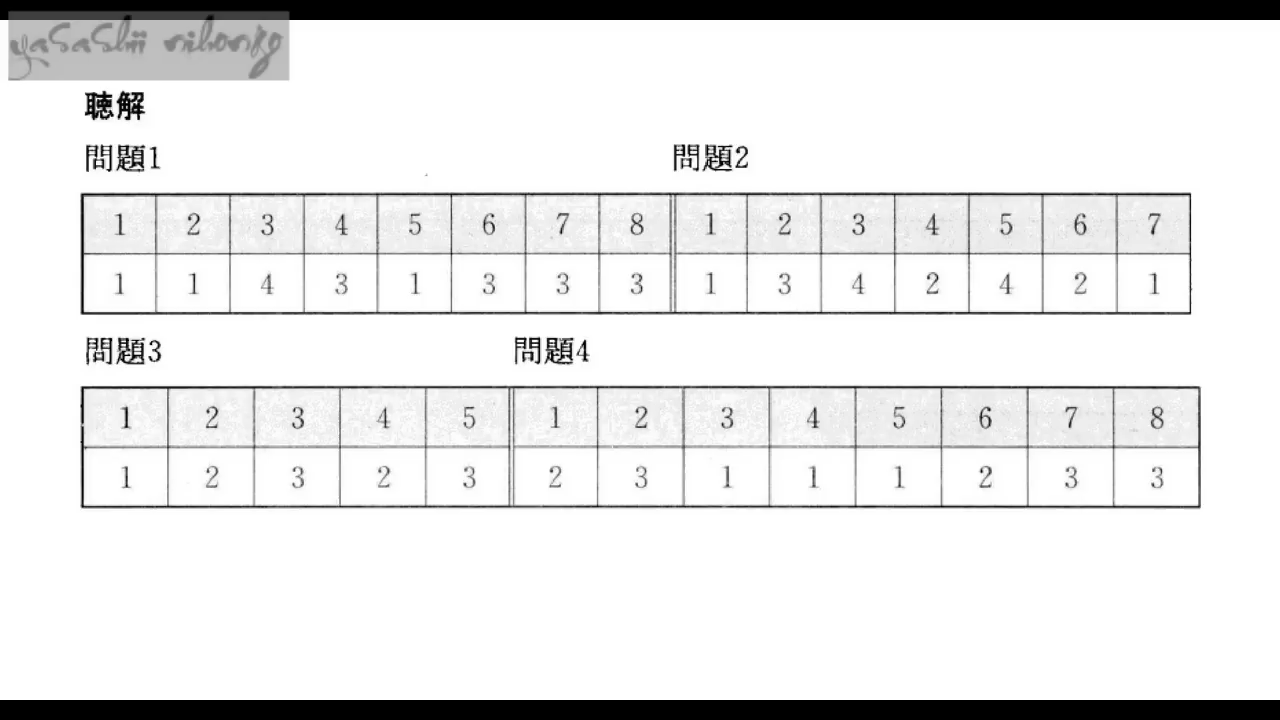 yasashii nihongo
聴解
問題1 問題2
1 2 3 4 5 6 7 8 1 2 3 4 5 6 7
1 1 4 3 1 3 3 3 1 3 4 2 4 2 1
問題3 問題4
1 2 3 4 5 1 2 3 4 5 6 7 8
1 2 3 2 3 2 3 1 1 1 2 3 3